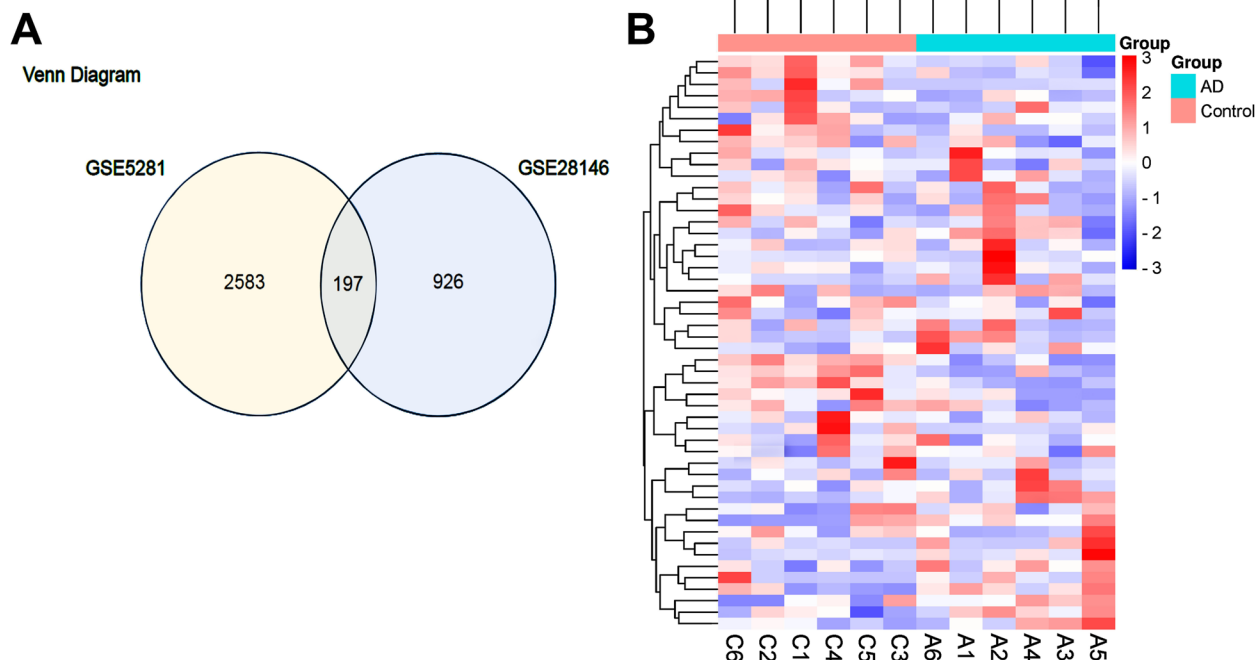 A
Venn Diagram
GSE5281
GSE28146
2583
197
926
B
Group
3
2
1
0
- 1
- 2
- 3
Group
AD
Control
C6
C2
C1
C4
C5
C3
A6
A1
A2
A4
A3
A5